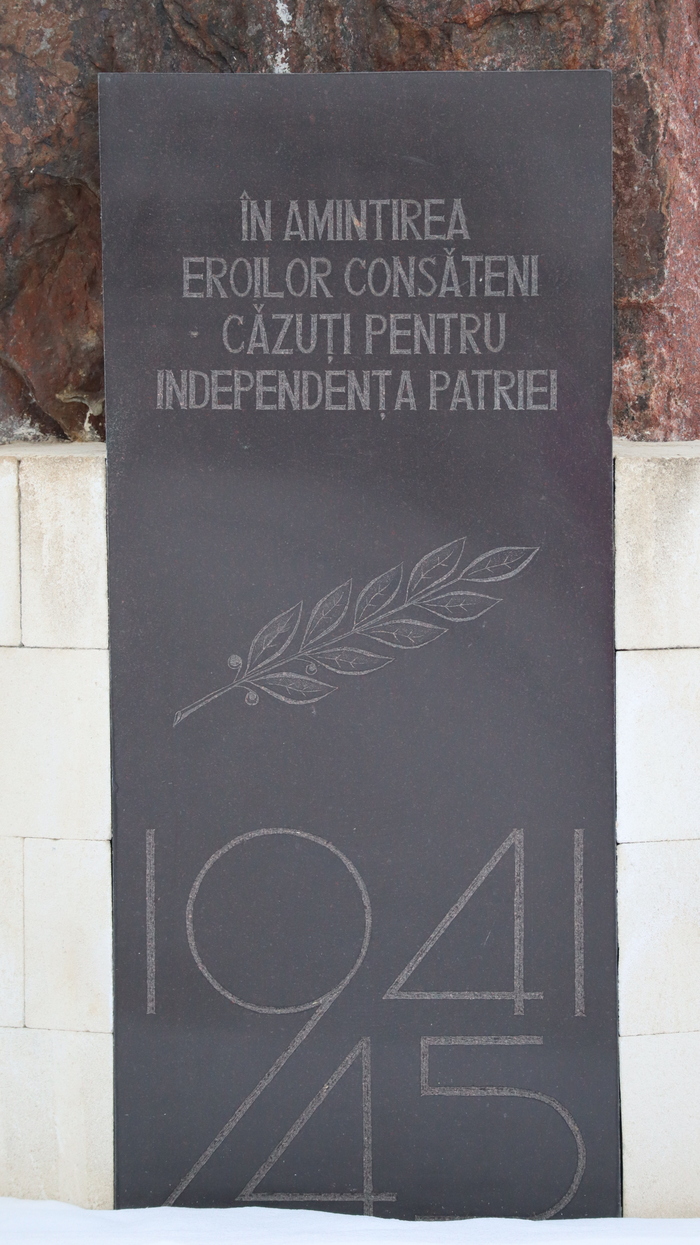 ÎN AMINTIREA
EROILOR CONSĂTENI
CĂZUȚI PENTRU
INDEPENDENȚA PATRIEI
1941
45